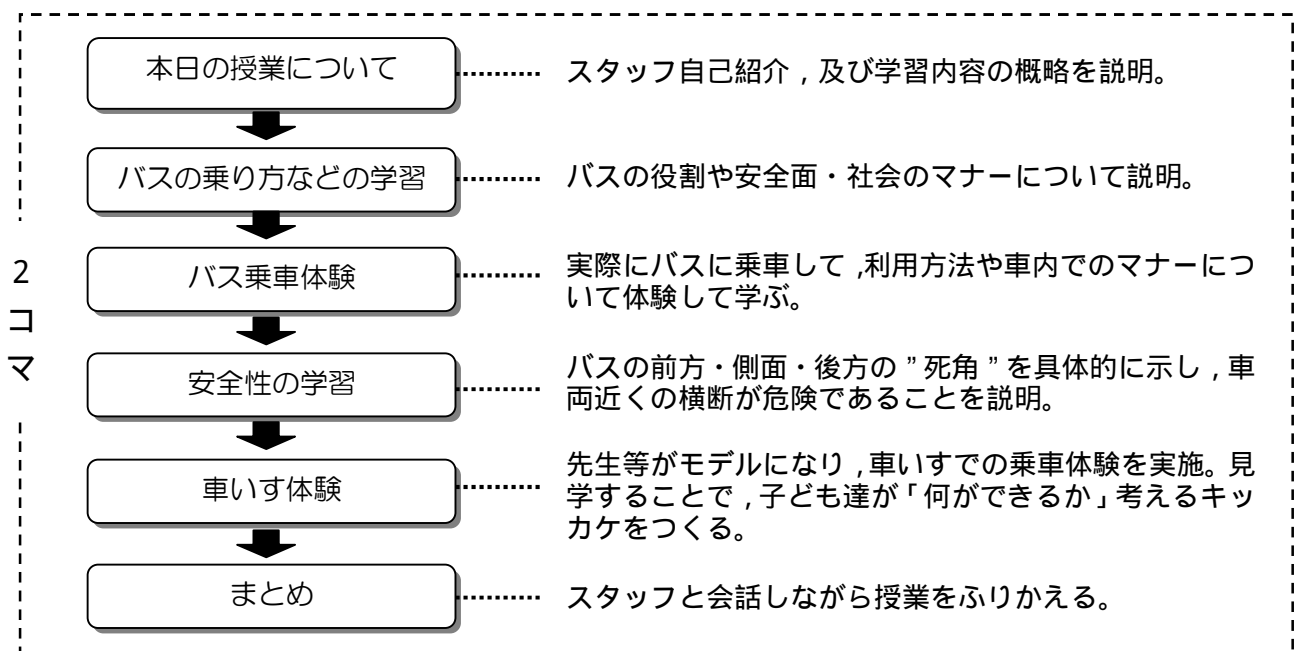 本日の授業について
スタッフ自己紹介,及び学習内容の概略を説明。
バスの乗り方などの学習
バスの役割や安全面・社会のマナーについて説明。
2コマ
バス乗車体験
実際にバスに乗車して,利用方法や車内でのマナーにつ
いて体験して学ぶ。
安全性の学習
バスの前方・側面・後方の”死角”を具体的に示し,車
両近くの横断が危険であることを説明。
車いす体験
先生等がモデルになり,車いすでの乗車体験を実施。見
学することで,子ども達が「何ができるか」考えるキッ
カケをつくる。
まとめ
スタッフと会話しながら授業をふりかえる。